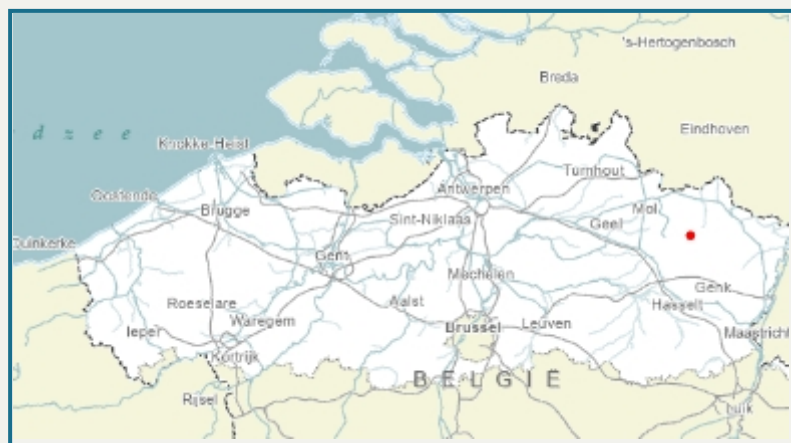 's-Hertogenbosch
Breda
d z e e
Knokke-Heist
Eindhoven
Turnhout
Oostende
Antwerpen
Mol
Brugge
Sint-Niklaas
Geel
Duinkerke
Gent
Mechelen
Genk
Roeselare
Aalst
Hasselt
Ieper
Waregem
Brussel
Leuven
Maastricht
Kortrijk
BELGIË
Rijsel
Luik